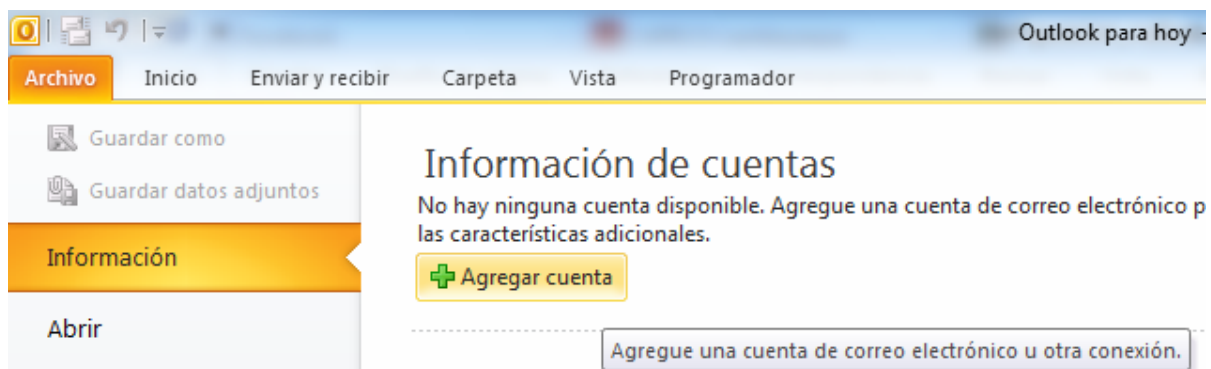 Outlook para hoy -
Archivo Inicio Enviar y recibir Carpeta Vista Programador
Guardar como
Guardar datos adjuntos
Información
Abrir
Información de cuentas
No hay ninguna cuenta disponible. Agregue una cuenta de correo electrónico p
las características adicionales.
Agregar cuenta
Agregue una cuenta de correo electrónico u otra conexión.